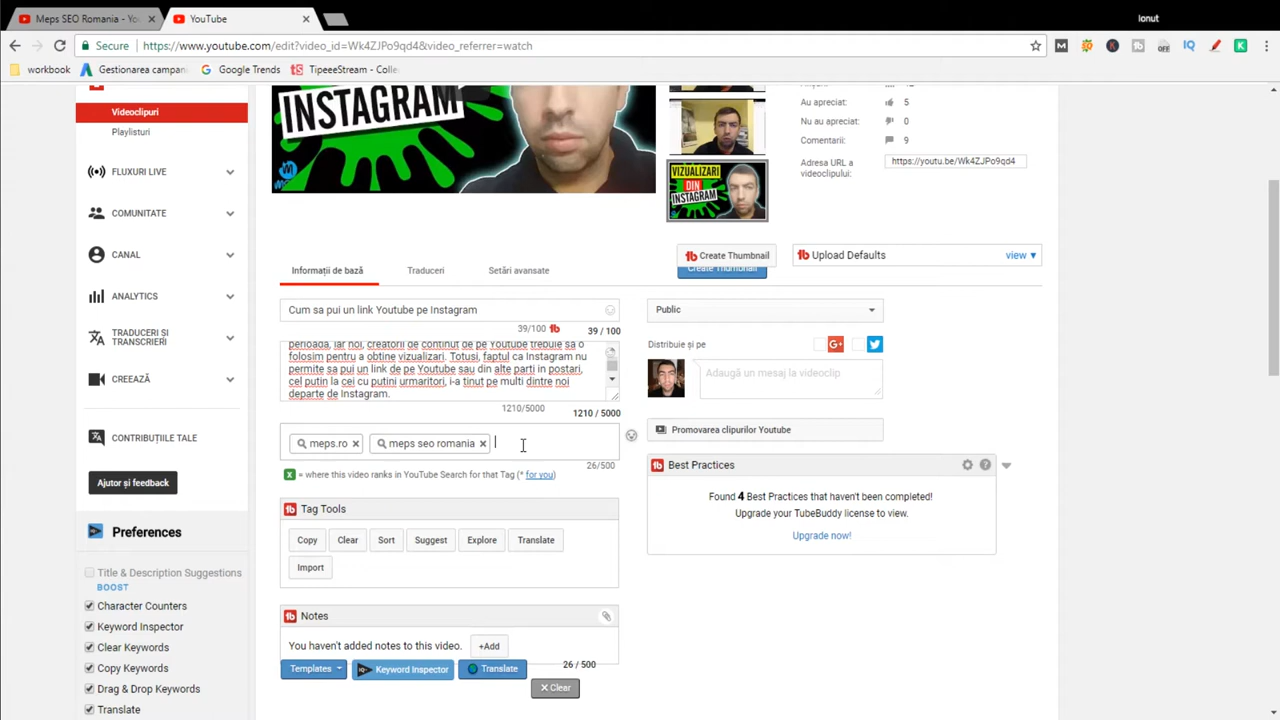 Meps SEO Romania - Yo
YouTube
Ionut
Secure
https://www.youtube.com/edit?video_id=Wk4ZJPo9qd4&video_referrer=watch
workbook
Gestionarea campan
Google Trends
TipeeeStream - Colle
Videoclipuri
Playlisturi
FLUXURI LIVE
COMUNITATE
CANAL
ANALYTICS
TRADUCERI ȘI
TRANSCRIERI
CREEAZĂ
CONTRIBUȚIILE TALE
Ajutor și feedback
Preferences
Title & Description Suggestions
BOOST
Character Counters
Keyword Inspector
Clear Keywords
Copy Keywords
Drag & Drop Keywords
Translate
INSTAGRAM
VIZUALIZARI
DIN
INSTAGRAM
Au apreciat: 5
Nu au apreciat: 0
Comentarii: 9
Adresa URL a
videoclipului:
https://youtu.be/Wk4ZJPo9qd4
Create Thumbnail
Upload Defaults
view ▾
Informații de bază
Traduceri
Setări avansate
Cum sa pui un link Youtube pe Instagram
39/100
39 / 100
perioada, iar noi, creatorii de continut de pe Youtube trebuie sa o
folosim pentru a obtine vizualizari. Totusi, faptul ca Instagram nu
permite sa pui un link de pe Youtube sau din alte parti in postari,
cel putin la cei cu putini urmaritori, i-a tinut pe multi dintre noi
departe de Instagram.
1210/5000
1210 / 5000
meps.ro ×
meps seo romania ×
26/500
x = where this video ranks in YouTube Search for that Tag (* for you)
Tag Tools
Copy
Clear
Sort
Suggest
Explore
Translate
Import
Notes
You haven't added notes to this video.
+Add
Templates
Keyword Inspector
Translate
26 / 500
× Clear
Public
Distribuie și pe
Adaugă un mesaj la videoclip
Promovarea clipurilor Youtube
Best Practices
Found 4 Best Practices that haven't been completed!
Upgrade your TubeBuddy license to view.
Upgrade now!